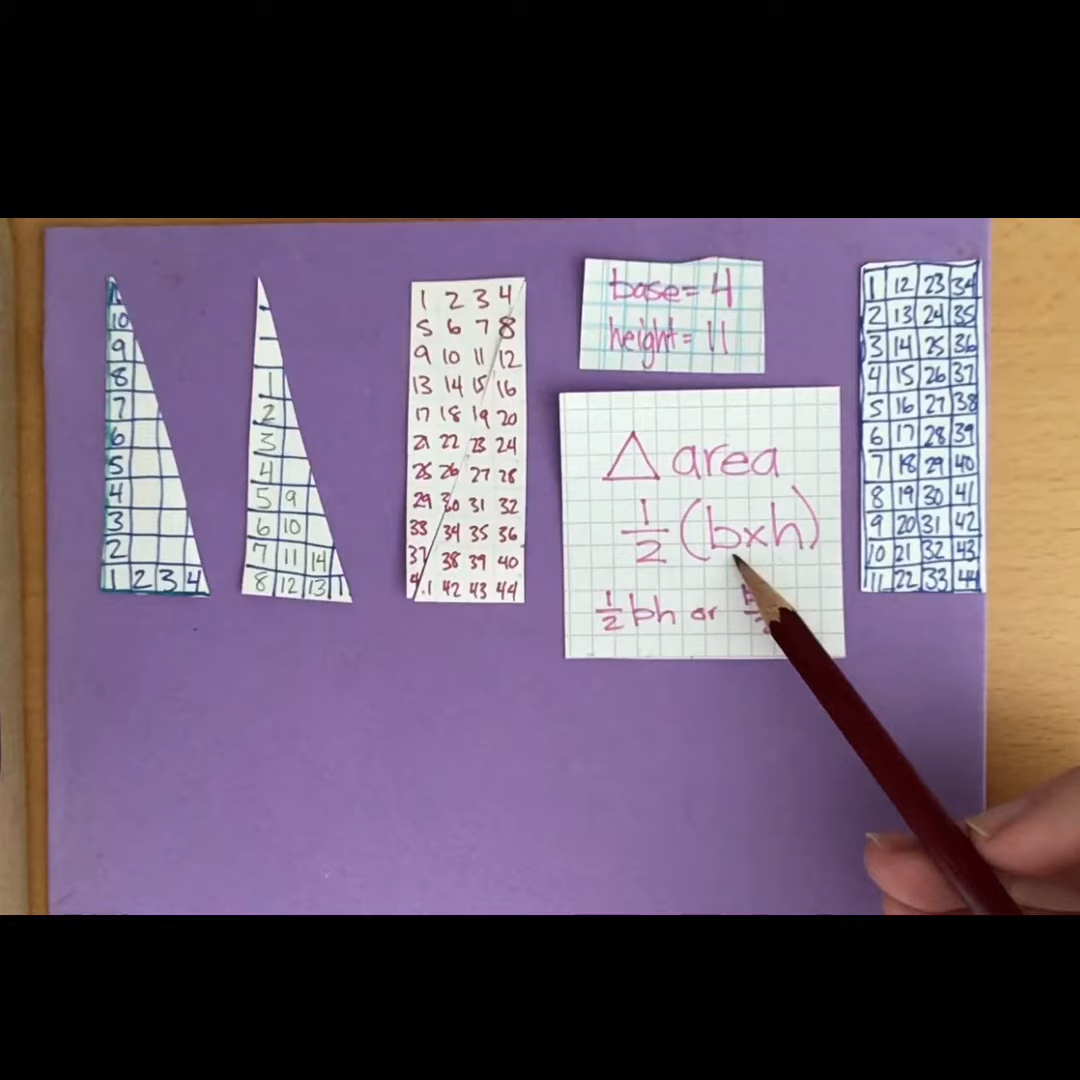 11
10
9
8
7
6
5
4
3
2
1 2 3 4
1
2
3
4
5 9
6 10
7 11 14
8 12 13
1 2 3 4
5 6 7 8
9 10 11 12
13 14 15 16
17 18 19 20
21 22 23 24
25 26 27 28
29 30 31 32
33 34 35 36
37 38 39 40
42 43 44
base = 4
height = 11
△ area
1/2 (b×h)
1/2 bh or
1 12 23 34
2 13 24 35
3 14 25 36
4 15 26 37
5 16 27 38
6 17 28 39
7 18 29 40
8 19 30 41
9 20 31 42
10 21 32 43
11 22 33 44